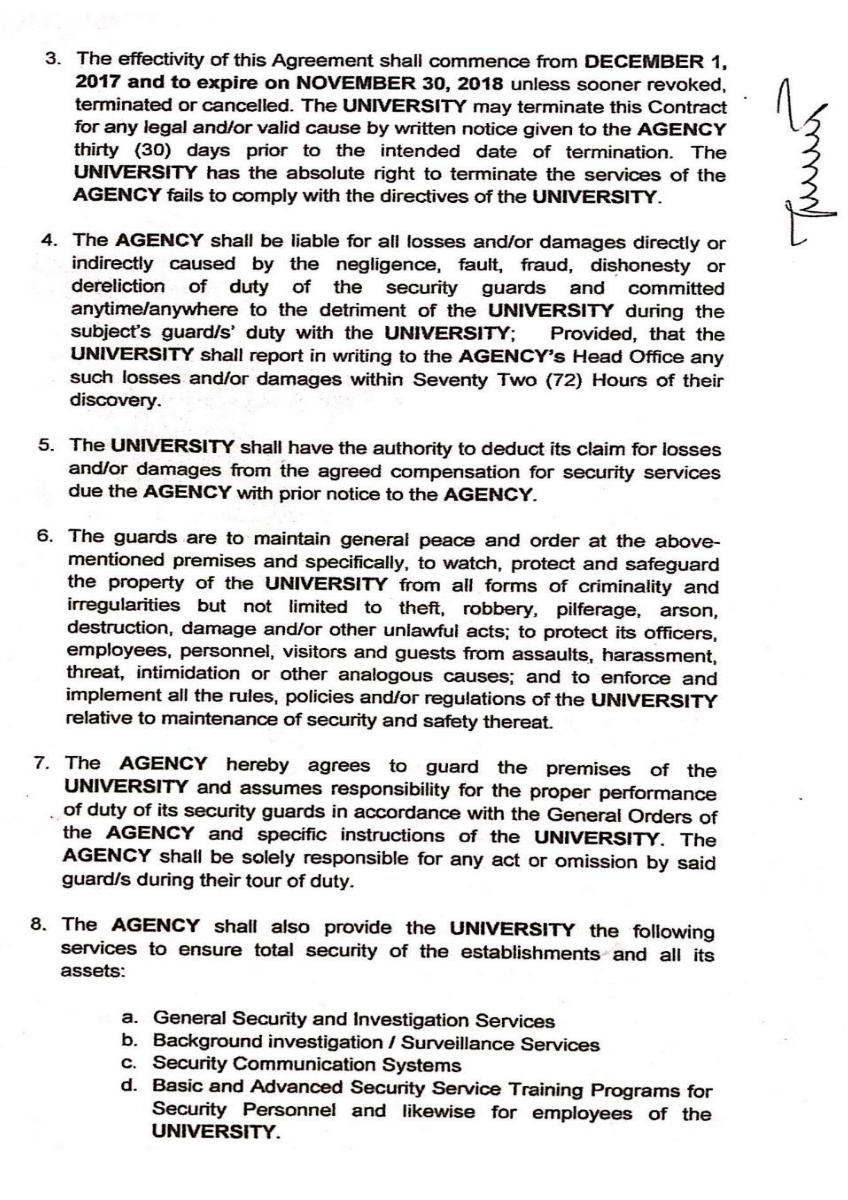 3. The effectivity of this Agreement shall commence from DECEMBER 1,
2017 and to expire on NOVEMBER 30, 2018 unless sooner revoked,
terminated or cancelled. The UNIVERSITY may terminate this Contract
for any legal and/or valid cause by written notice given to the AGENCY
thirty (30) days prior to the intended date of termination. The
UNIVERSITY has the absolute right to terminate the services of the
AGENCY fails to comply with the directives of the UNIVERSITY.
4. The AGENCY shall be liable for all losses and/or damages directly or
indirectly caused by the negligence, fault, fraud, dishonesty or
dereliction of duty of the security guards and committed
anytime/anywhere to the detriment of the UNIVERSITY during the
subject's guard/s' duty with the UNIVERSITY; Provided, that the
UNIVERSITY shall report in writing to the AGENCY's Head Office any
such losses and/or damages within Seventy Two (72) Hours of their
discovery.
5. The UNIVERSITY shall have the authority to deduct its claim for losses
and/or damages from the agreed compensation for security services
due the AGENCY with prior notice to the AGENCY.
6. The guards are to maintain general peace and order at the above-
mentioned premises and specifically, to watch, protect and safeguard
the property of the UNIVERSITY from all forms of criminality and
irregularities but not limited to theft, robbery, pilferage, arson,
destruction, damage and/or other unlawful acts; to protect its officers,
employees, personnel, visitors and guests from assaults, harassment,
threat, intimidation or other analogous causes; and to enforce and
implement all the rules, policies and/or regulations of the UNIVERSITY
relative to maintenance of security and safety thereat.
7. The AGENCY hereby agrees to guard the premises of the
UNIVERSITY and assumes responsibility for the proper performance
of duty of its security guards in accordance with the General Orders of
the AGENCY and specific instructions of the UNIVERSITY. The
AGENCY shall be solely responsible for any act or omission by said
guard/s during their tour of duty.
8. The AGENCY shall also provide the UNIVERSITY the following
services to ensure total security of the establishments and all its
assets:
a. General Security and Investigation Services
b. Background investigation / Surveillance Services
c. Security Communication Systems
d. Basic and Advanced Security Service Training Programs for
Security Personnel and likewise for employees of the
UNIVERSITY.